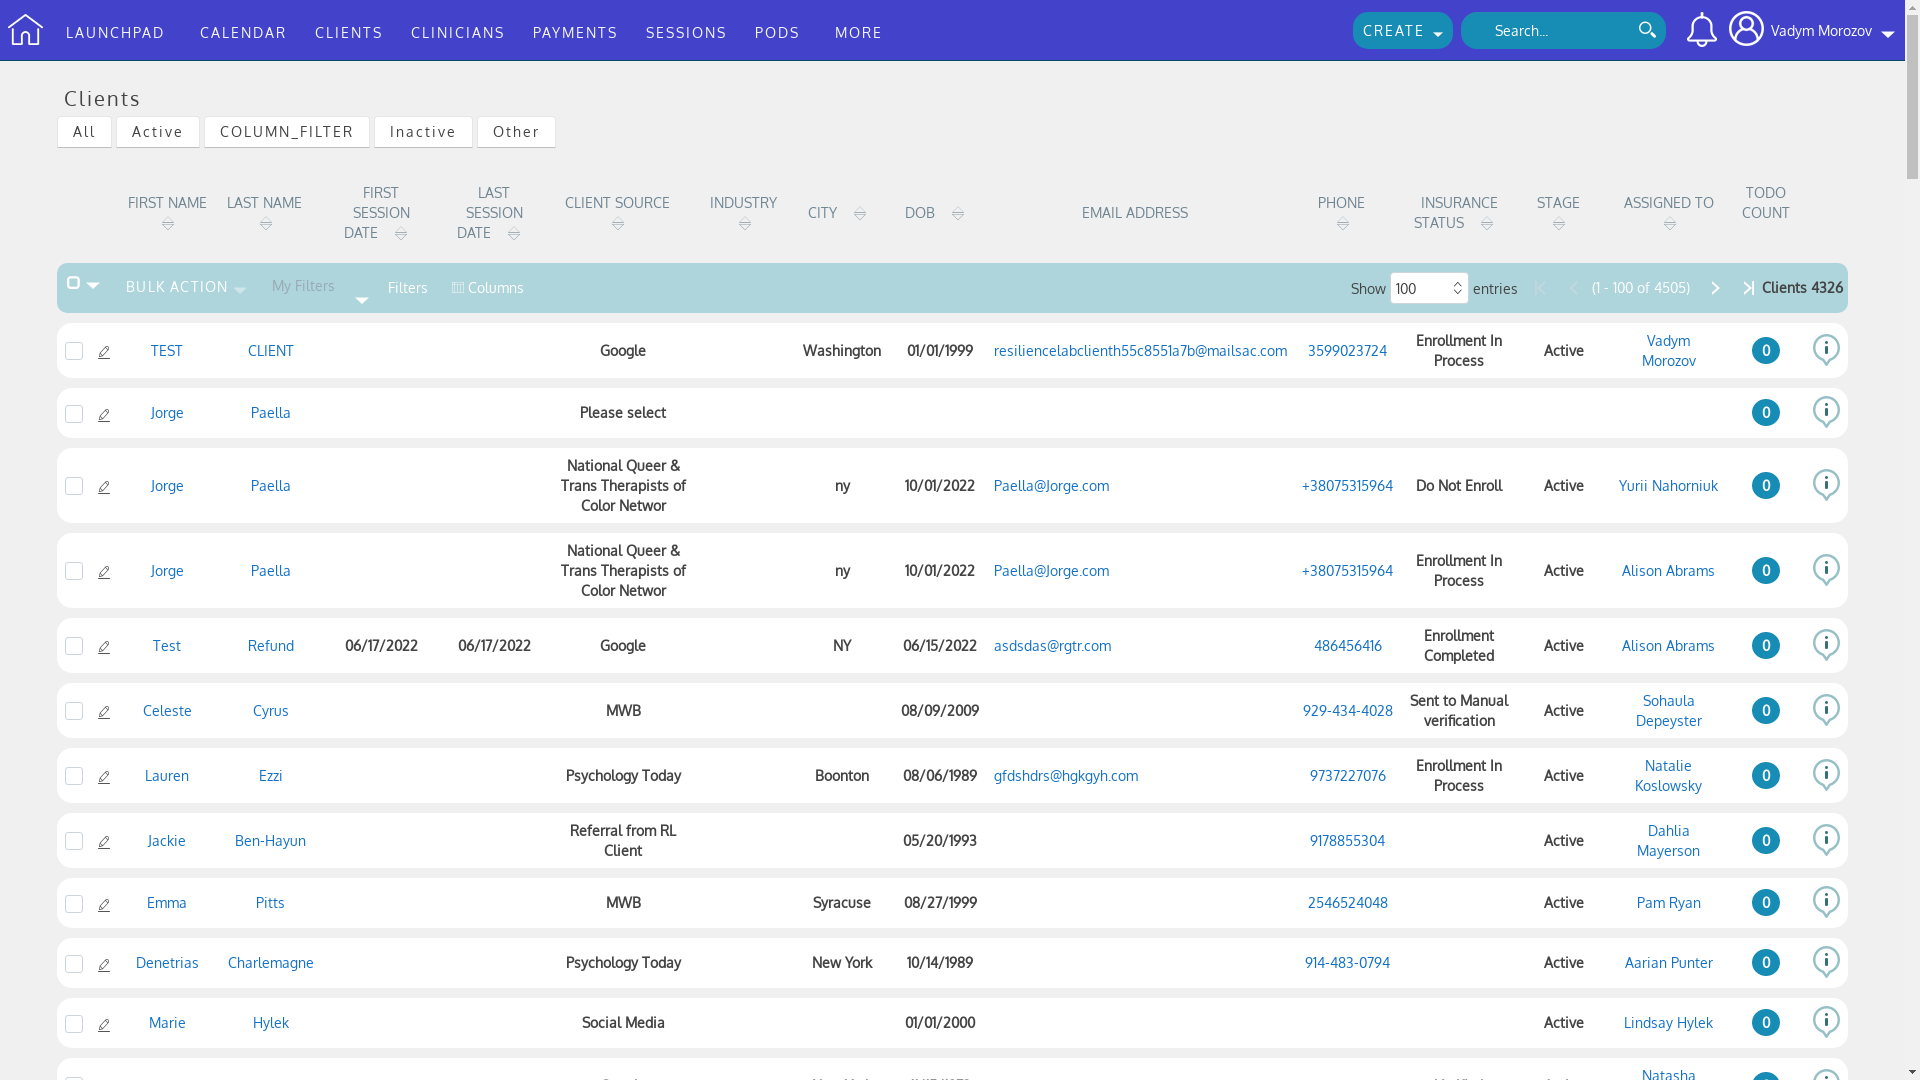 LAUNCHPAD CALENDAR CLIENTS CLINICIANS PAYMENTS SESSIONS PODS MORE CREATE Search... Vadym Morozov
Clients
All Active COLUMN_FILTER Inactive Other
FIRST NAME LAST NAME FIRST SESSION DATE LAST SESSION DATE CLIENT SOURCE INDUSTRY CITY DOB EMAIL ADDRESS PHONE INSURANCE STATUS STAGE ASSIGNED TO TODO COUNT
BULK ACTION My Filters Filters Columns Show 100 entries (1 - 100 of 4505) Clients 4326
TEST CLIENT Google Washington 01/01/1999 resiliencelabclienth55c8551a7b@mailsac.com 3599023724 Enrollment In Process Active Vadym Morozov 0
Jorge Paella Please select 0
Jorge Paella National Queer & Trans Therapists of Color Networ ny 10/01/2022 Paella@Jorge.com +38075315964 Do Not Enroll Active Yurii Nahorniuk 0
Jorge Paella National Queer & Trans Therapists of Color Networ ny 10/01/2022 Paella@Jorge.com +38075315964 Enrollment In Process Active Alison Abrams 0
Test Refund 06/17/2022 06/17/2022 Google NY 06/15/2022 asdsdas@rgtr.com 486456416 Enrollment Completed Active Alison Abrams 0
Celeste Cyrus MWB 08/09/2009 929-434-4028 Sent to Manual verification Active Sohaula Depeyster 0
Lauren Ezzi Psychology Today Boonton 08/06/1989 gfdshdrs@hgkgyh.com 9737227076 Enrollment In Process Active Natalie Koslowsky 0
Jackie Ben-Hayun Referral from RL Client 05/20/1993 9178855304 Active Dahlia Mayerson 0
Emma Pitts MWB Syracuse 08/27/1999 2546524048 Active Pam Ryan 0
Denetrias Charlemagne Psychology Today New York 10/14/1989 914-483-0794 Active Aarian Punter 0
Marie Hylek Social Media 01/01/2000 Active Lindsay Hylek 0
Natasha